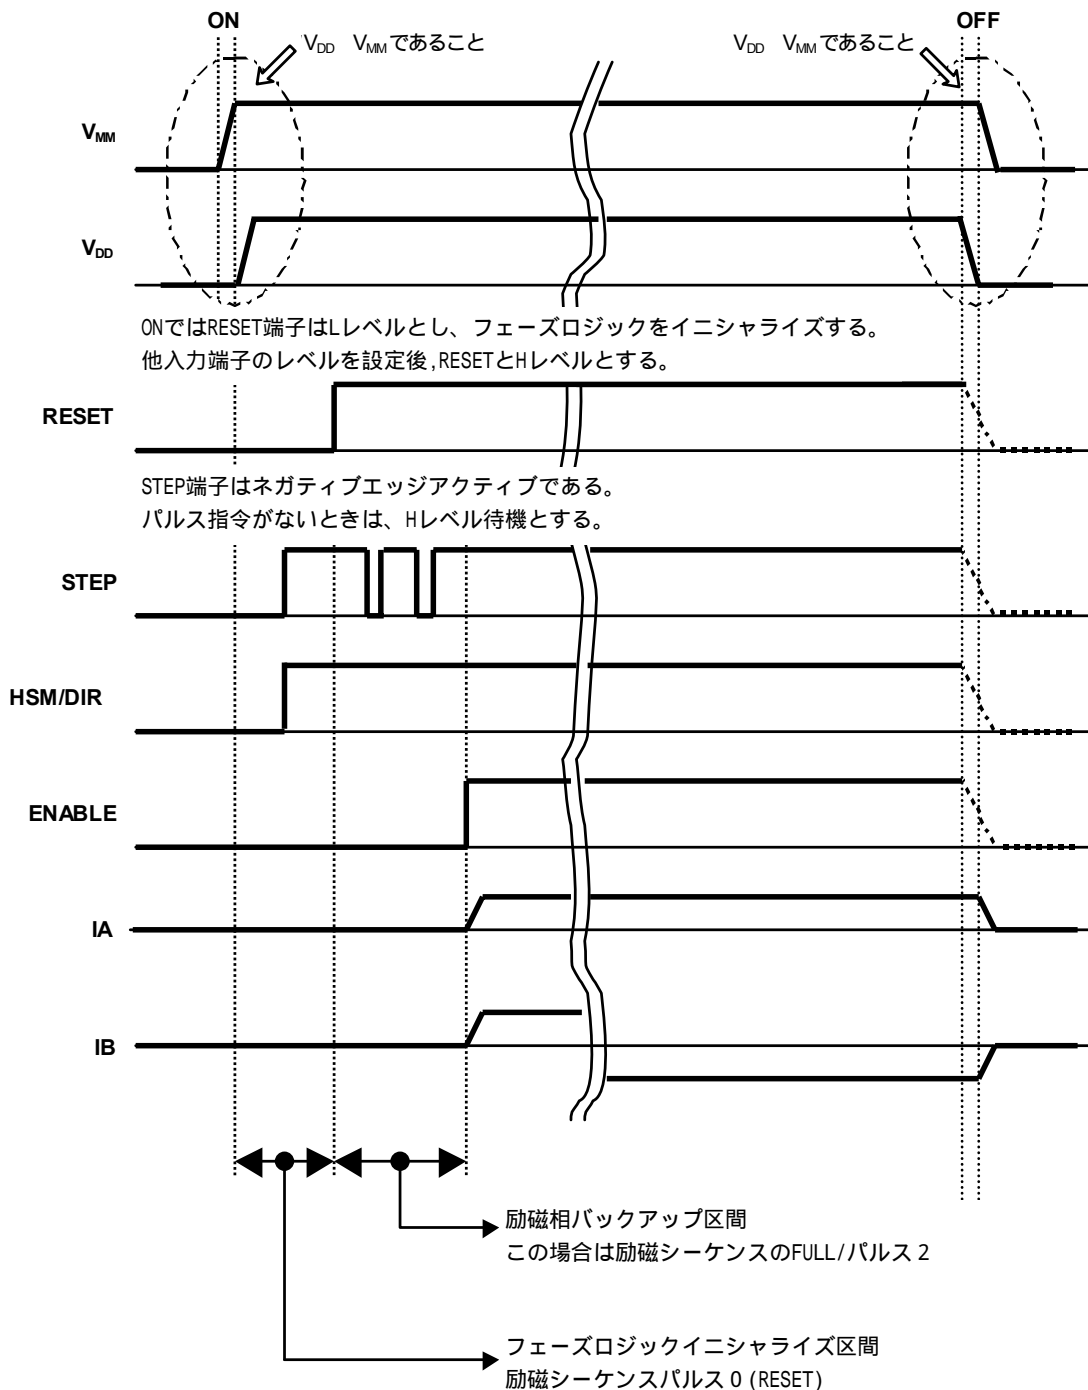 ON
OFF
VDD VMMであること
VDD VMMであること
VMM
VDD
ONではRESET端子はLレベルとし、フェーズロジックをイニシャライズする。
他入力端子のレベルを設定後,RESETとHレベルとする。
RESET
STEP端子はネガティブエッジアクティブである。
パルス指令がないときは、Hレベル待機とする。
STEP
HSM/DIR
ENABLE
IA
IB
励磁相バックアップ区間
この場合は励磁シーケンスのFULL/パルス2
フェーズロジックイニシャライズ区間
励磁シーケンスパルス0(RESET)